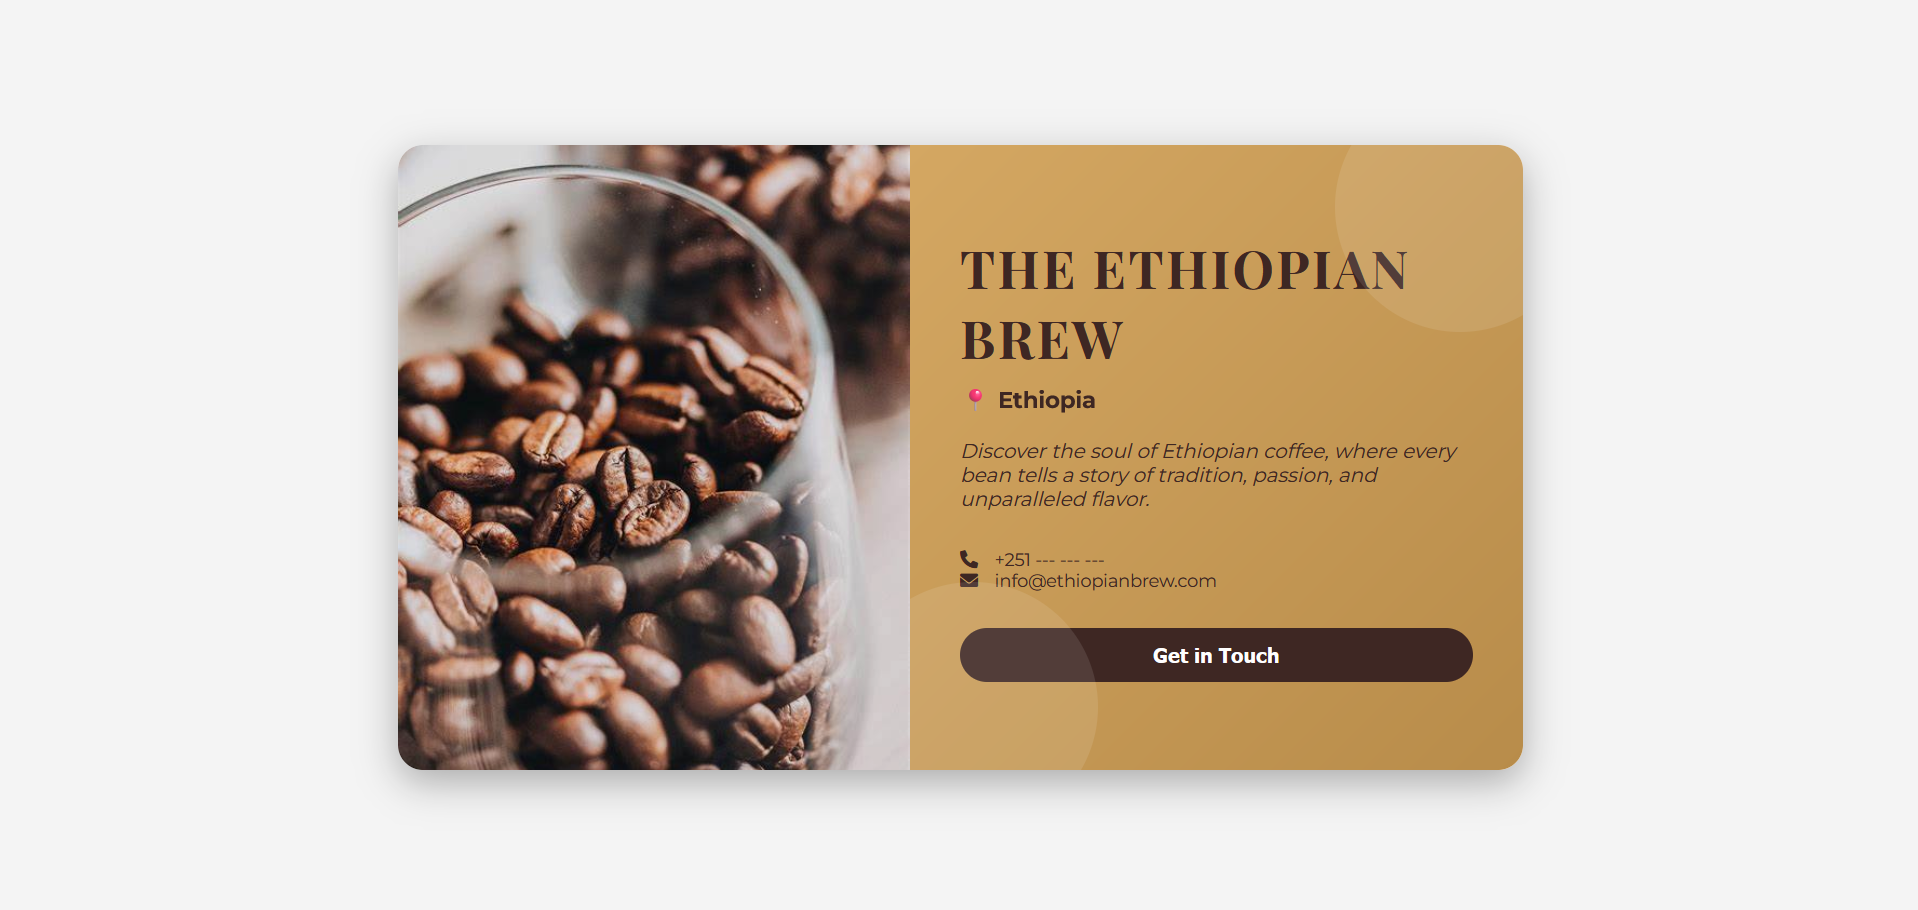 THE ETHIOPIAN
BREW
📍 Ethiopia
Discover the soul of Ethiopian coffee, where every
bean tells a story of tradition, passion, and
unparalleled flavor.
+251 --- --- ---
info@ethiopianbrew.com
Get in Touch